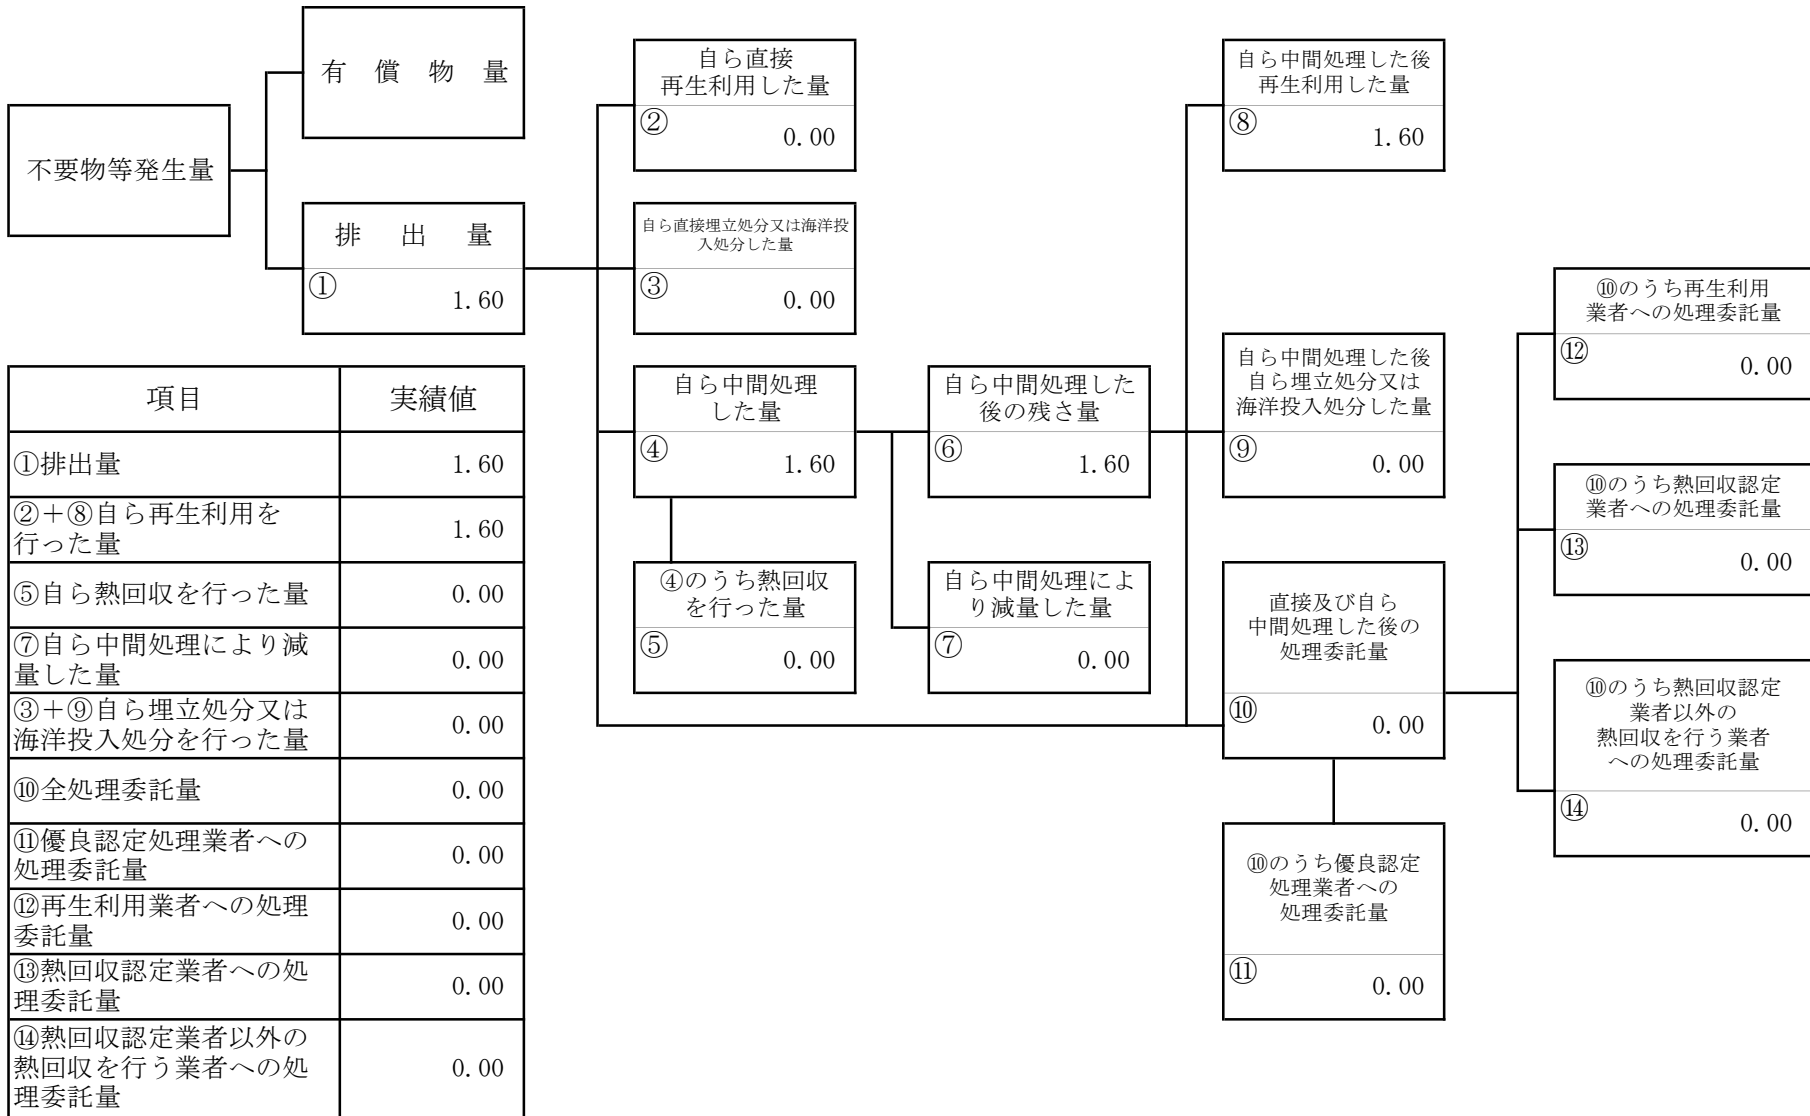 不要物等発生量
有 償 物 量
排 出 量
①
1.60
自ら直接
再生利用した量
②
0.00
自ら直接埋立処分又は海洋投
入処分した量
③
0.00
自ら中間処理
した量
④
1.60
④のうち熱回収
を行った量
⑤
0.00
自ら中間処理した
後の残さ量
⑥
1.60
自ら中間処理によ
り減量した量
⑦
0.00
自ら中間処理した後
再生利用した量
⑧
1.60
自ら中間処理した後
自ら埋立処分又は
海洋投入処分した量
⑨
0.00
直接及び自ら
中間処理した後の
処理委託量
⑩
0.00
⑩のうち優良認定
処理業者への
処理委託量
⑪
0.00
⑩のうち再生利用
業者への処理委託量
⑫
0.00
⑩のうち熱回収認定
業者への処理委託量
⑬
0.00
⑩のうち熱回収認定
業者以外の
熱回収を行う業者
への処理委託量
⑭
0.00
項目 実績値
①排出量 1.60
②+⑧自ら再生利用を
行った量 1.60
⑤自ら熱回収を行った量 0.00
⑦自ら中間処理により減
量した量 0.00
③+⑨自ら埋立処分又は
海洋投入処分を行った量 0.00
⑩全処理委託量 0.00
⑪優良認定処理業者への
処理委託量 0.00
⑫再生利用業者への処理
委託量 0.00
⑬熱回収認定業者への処
理委託量 0.00
⑭熱回収認定業者以外の
熱回収を行う業者への処
理委託量 0.00